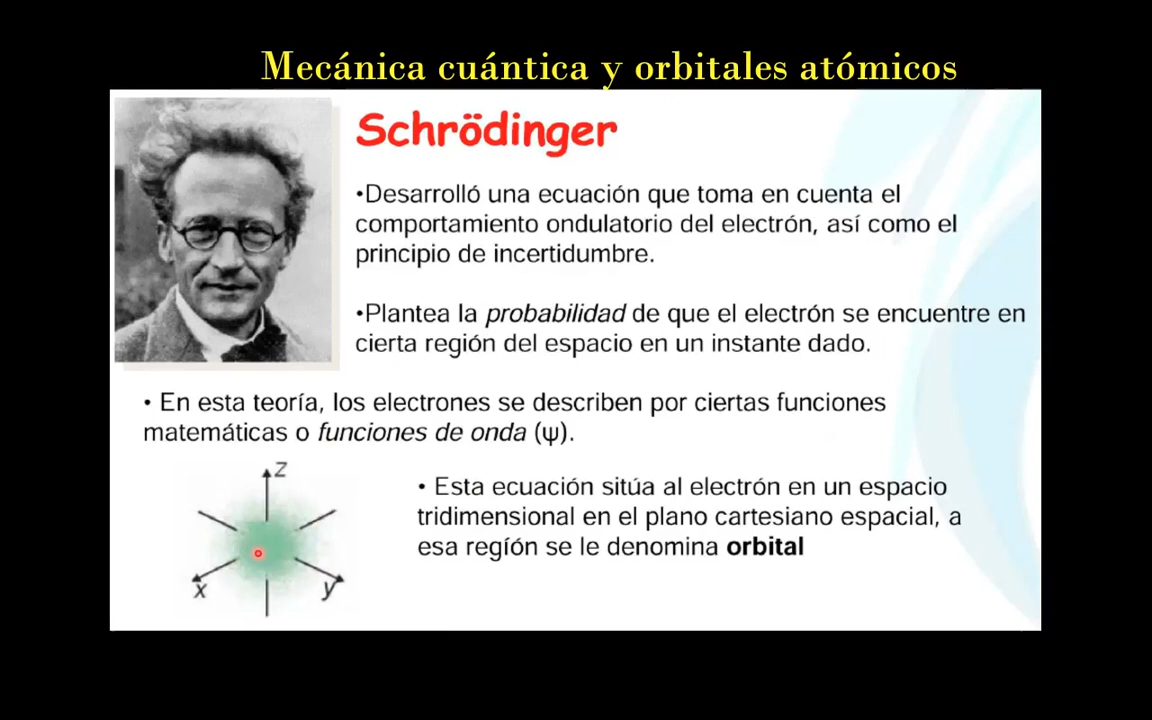 Mecánica cuántica y orbitales atómicos
Schrödinger
•Desarrolló una ecuación que toma en cuenta el
comportamiento ondulatorio del electrón, así como el
principio de incertidumbre.
•Plantea la probabilidad de que el electrón se encuentre en
cierta región del espacio en un instante dado.
• En esta teoría, los electrones se describen por ciertas funciones
matemáticas o funciones de onda (ψ).
z
x
y
• Esta ecuación sitúa al electrón en un espacio
tridimensional en el plano cartesiano espacial, a
esa región se le denomina orbital